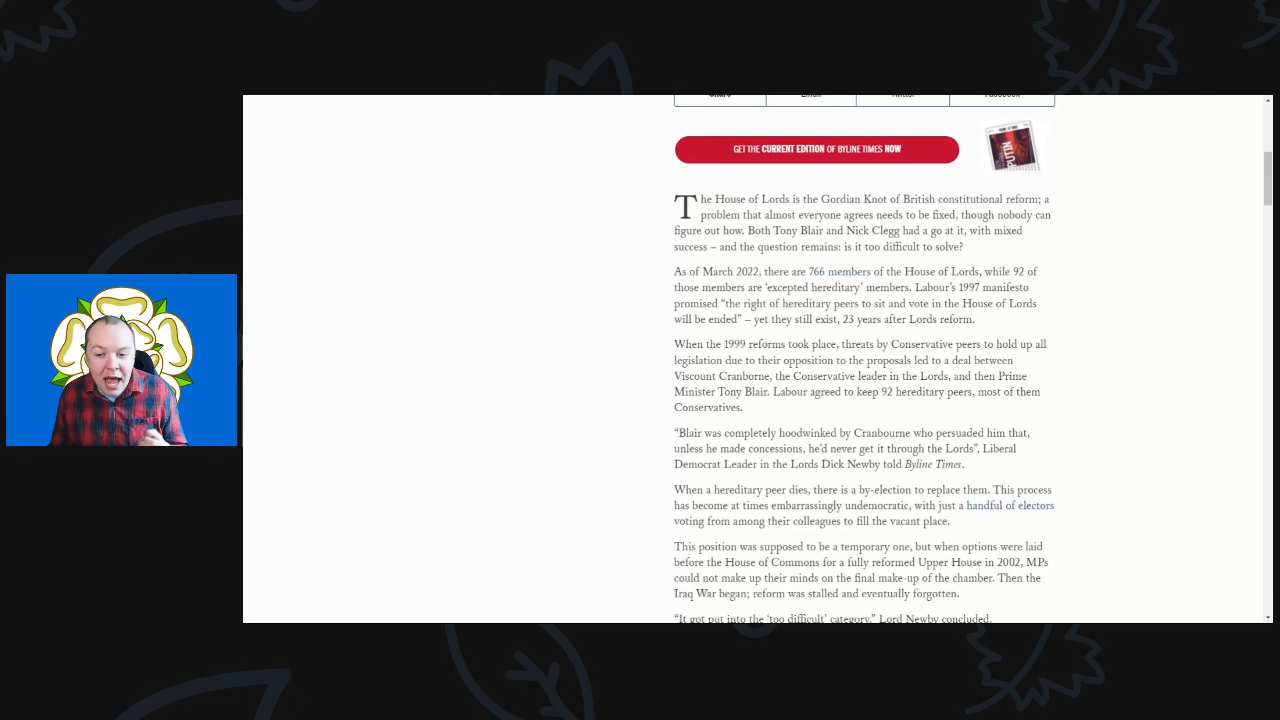 Share Email Twitter Facebook
GET THE CURRENT EDITION OF BYLINE TIMES NOW
PUTIN
The House of Lords is the Gordian Knot of British constitutional reform; a
problem that almost everyone agrees needs to be fixed, though nobody can
figure out how. Both Tony Blair and Nick Clegg had a go at it, with mixed
success – and the question remains: is it too difficult to solve?
As of March 2022, there are 766 members of the House of Lords, while 92 of
those members are ‘excepted hereditary’ members. Labour’s 1997 manifesto
promised “the right of hereditary peers to sit and vote in the House of Lords
will be ended” – yet they still exist, 23 years after Lords reform.
When the 1999 reforms took place, threats by Conservative peers to hold up all
legislation due to their opposition to the proposals led to a deal between
Viscount Cranborne, the Conservative leader in the Lords, and then Prime
Minister Tony Blair. Labour agreed to keep 92 hereditary peers, most of them
Conservatives.
“Blair was completely hoodwinked by Cranbourne who persuaded him that,
unless he made concessions, he’d never get it through the Lords”, Liberal
Democrat Leader in the Lords Dick Newby told Byline Times.
When a hereditary peer dies, there is a by-election to replace them. This process
has become at times embarrassingly undemocratic, with just a handful of electors
voting from among their colleagues to fill the vacant place.
This position was supposed to be a temporary one, but when options were laid
before the House of Commons for a fully reformed Upper House in 2002, MPs
could not make up their minds on the final make-up of the chamber. Then the
Iraq War began; reform was stalled and eventually forgotten.
“It got put into the ‘too difficult’ category,” Lord Newby concluded.